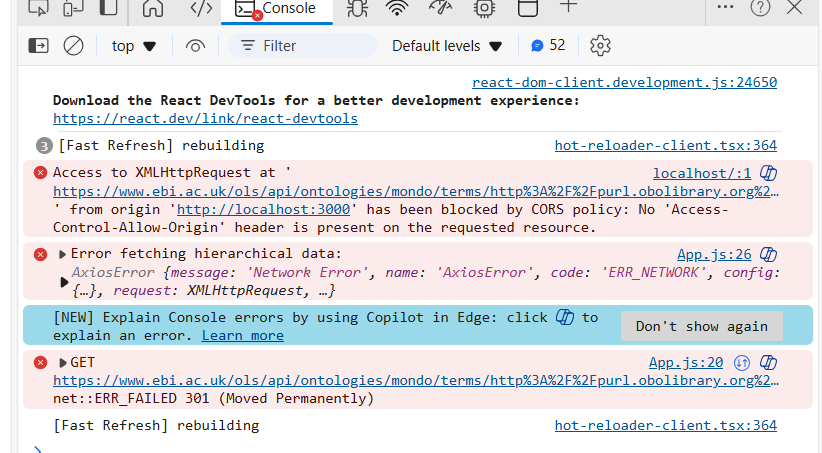 Console
top
Filter
Default levels
52
react-dom-client.development.js:24650
Download the React DevTools for a better development experience:
https://react.dev/link/react-devtools
3 [Fast Refresh] rebuilding hot-reloader-client.tsx:364
Access to XMLHttpRequest at ' localhost/:1
https://www.ebi.ac.uk/ols/api/ontologies/mondo/terms/http%3A%2F%2Fpurl.obolibrary.org%2…
' from origin 'http://localhost:3000' has been blocked by CORS policy: No 'Access-
Control-Allow-Origin' header is present on the requested resource.
Error fetching hierarchical data: App.js:26
AxiosError {message: 'Network Error', name: 'AxiosError', code: 'ERR_NETWORK', config:
{…}, request: XMLHttpRequest, …}
[NEW] Explain Console errors by using Copilot in Edge: click to
explain an error. Learn more
Don't show again
GET App.js:20
https://www.ebi.ac.uk/ols/api/ontologies/mondo/terms/http%3A%2F%2Fpurl.obolibrary.org%2…
net::ERR_FAILED 301 (Moved Permanently)
[Fast Refresh] rebuilding hot-reloader-client.tsx:364